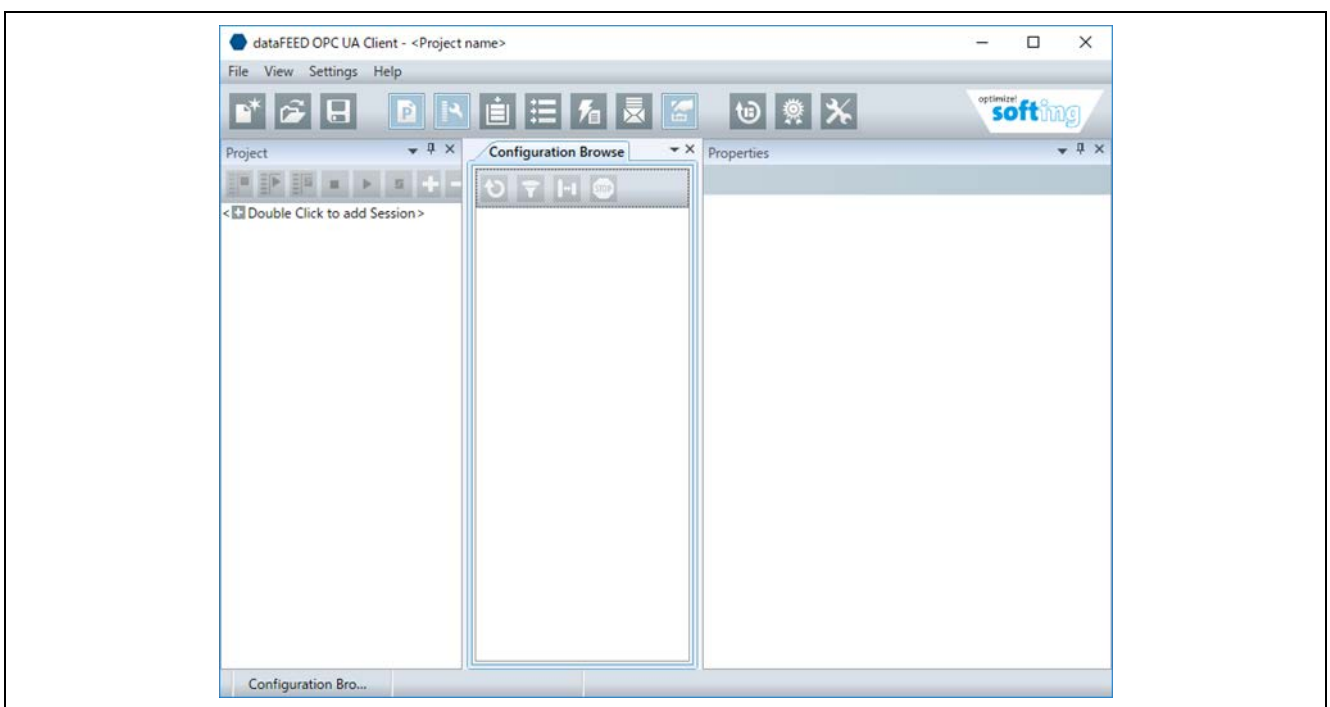 dataFEED OPC UA Client - <Project name>
File View Settings Help
P
optimize!
softing
Project
Configuration Browse
Properties
STOP
<+ Double Click to add Session>
Configuration Bro...